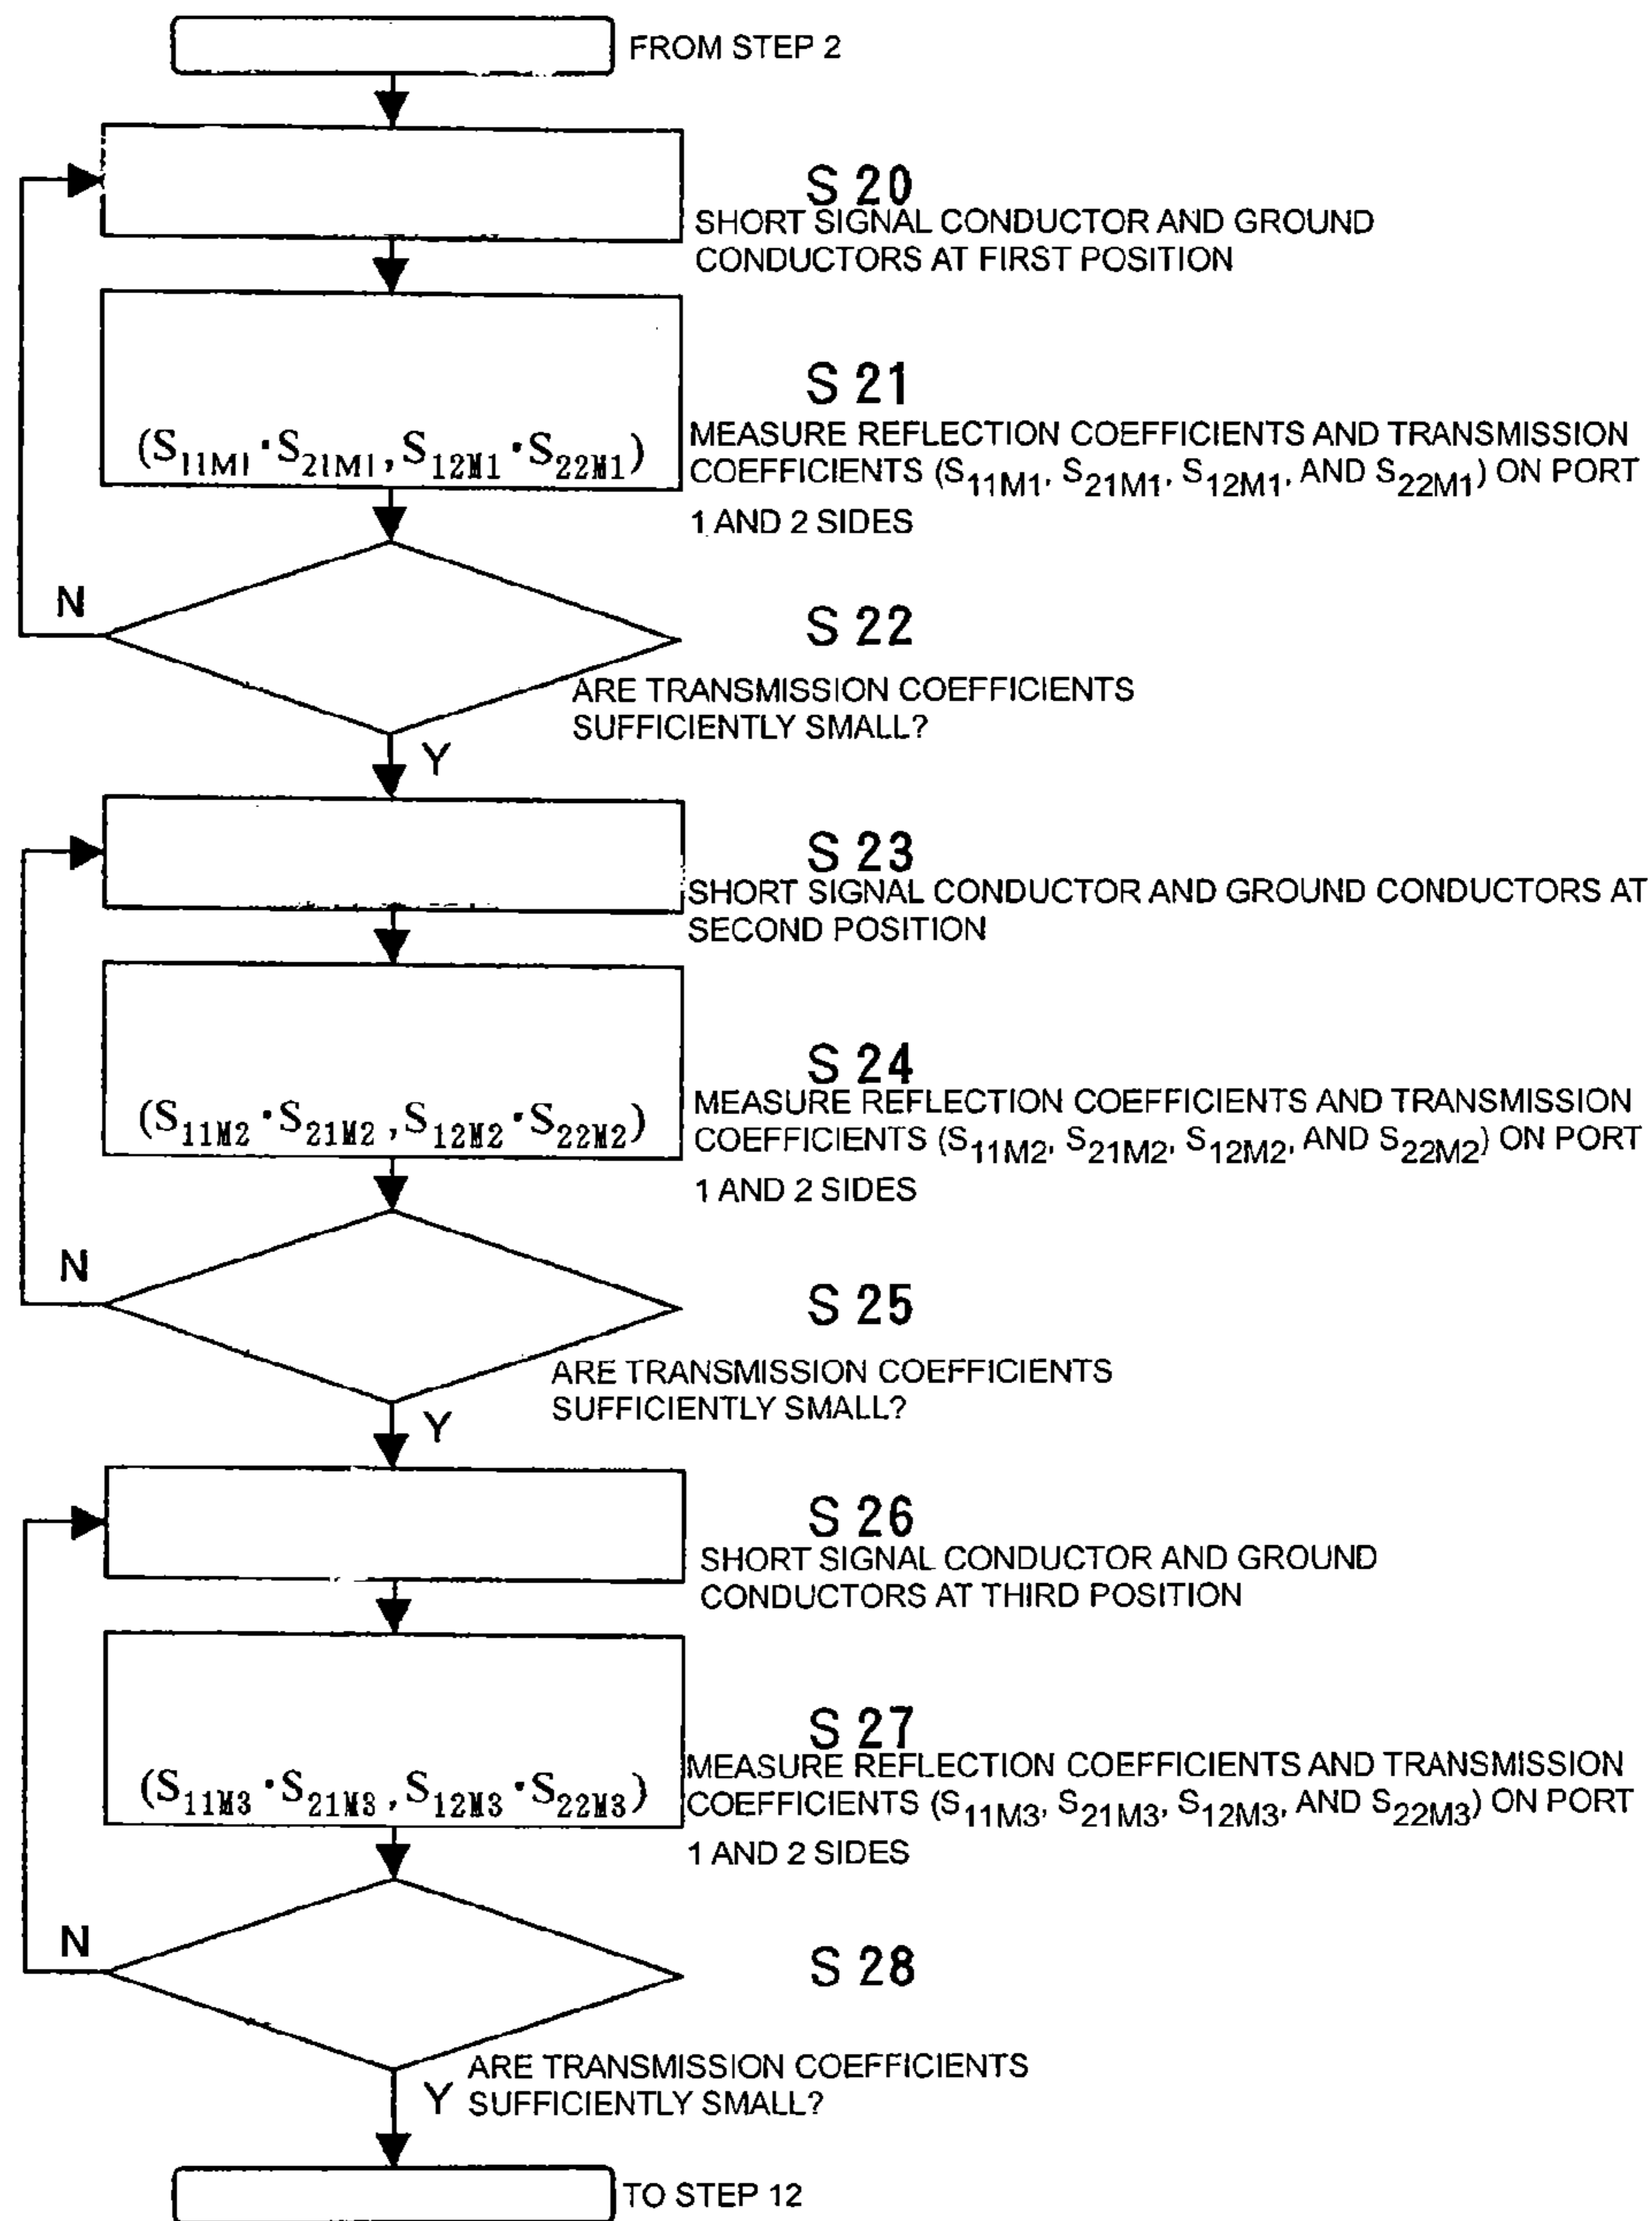 FROM STEP 2
S 20
SHORT SIGNAL CONDUCTOR AND GROUND
CONDUCTORS AT FIRST POSITION
S 21
(S11M1・S21M1,S12M1・S22M1)
MEASURE REFLECTION COEFFICIENTS AND TRANSMISSION
COEFFICIENTS (S11M1, S21M1, S12M1, AND S22M1) ON PORT
1 AND 2 SIDES
N
S 22
ARE TRANSMISSION COEFFICIENTS
SUFFICIENTLY SMALL?
Y
S 23
SHORT SIGNAL CONDUCTOR AND GROUND CONDUCTORS AT
SECOND POSITION
S 24
(S11M2・S21M2,S12M2・S22M2)
MEASURE REFLECTION COEFFICIENTS AND TRANSMISSION
COEFFICIENTS (S11M2, S21M2, S12M2, AND S22M2) ON PORT
1 AND 2 SIDES
N
S 25
ARE TRANSMISSION COEFFICIENTS
SUFFICIENTLY SMALL?
Y
S 26
SHORT SIGNAL CONDUCTOR AND GROUND
CONDUCTORS AT THIRD POSITION
S 27
(S11M3・S21M3,S12M3・S22M3)
MEASURE REFLECTION COEFFICIENTS AND TRANSMISSION
COEFFICIENTS (S11M3, S21M3, S12M3, AND S22M3) ON PORT
1 AND 2 SIDES
N
S 28
ARE TRANSMISSION COEFFICIENTS
SUFFICIENTLY SMALL?
Y
TO STEP 12